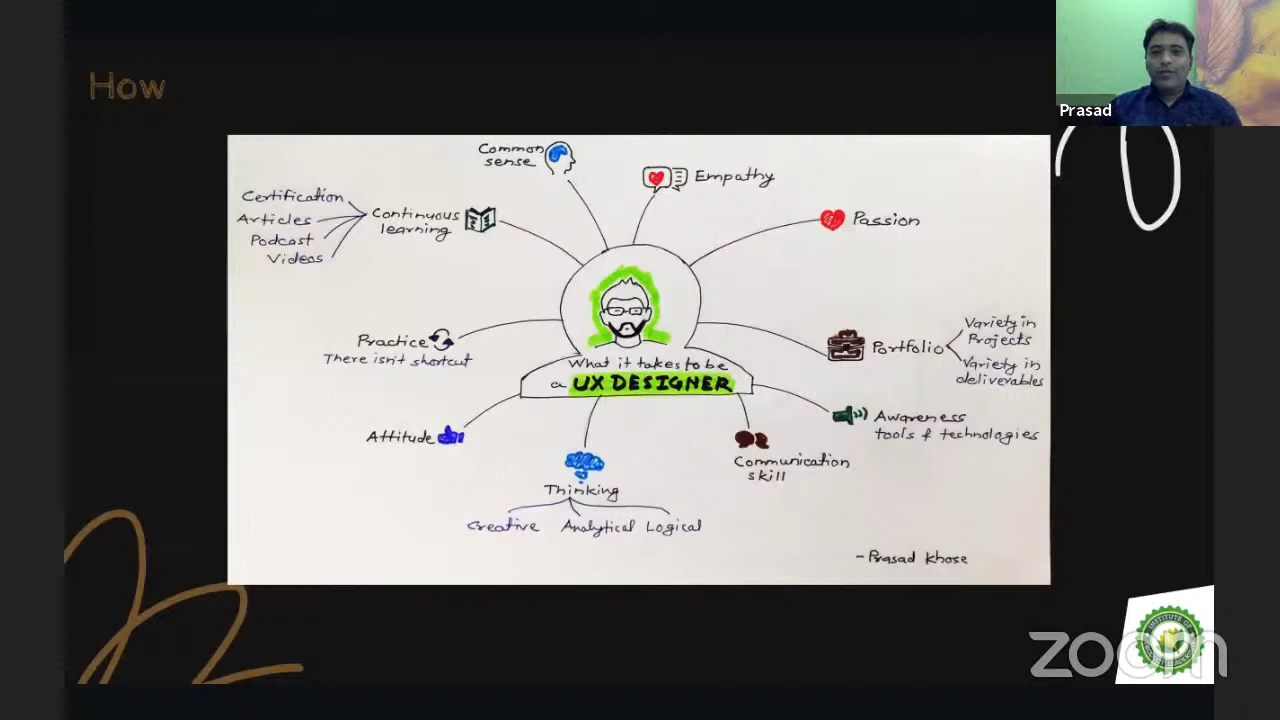 How
Prasad
Common
sense
Empathy
Certification
Articles
Podcast
Videos
Continuous
learning
Passion
Practice
There isn't shortcut
Portfolio
Variety in
Projects
Variety in
deliverables
What it takes to be
a UX DESIGNER
Attitude
Awareness
tools & technologies
Communication
skill
Thinking
Creative Analytical Logical
- Prasad Khose
INSTITUTE OF
zoom